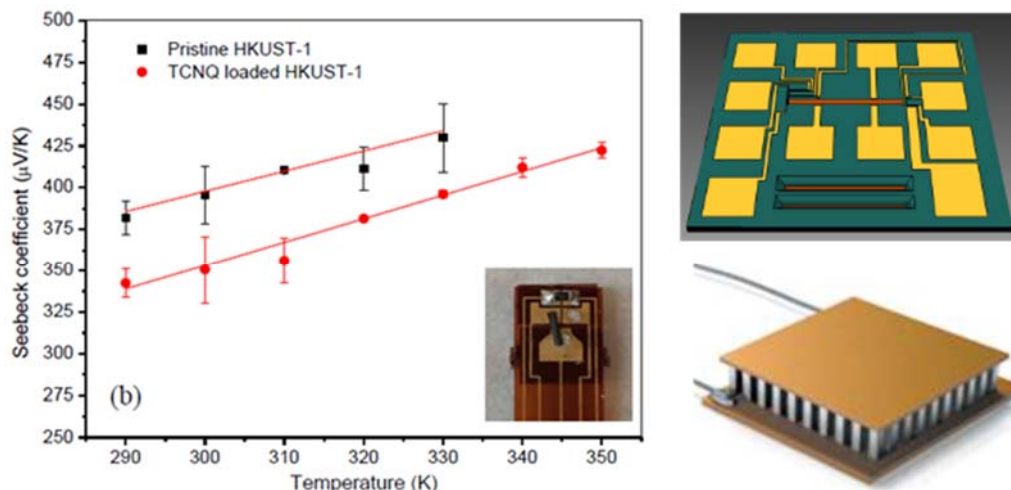 500
475
450
425
400
375
350
325
300
275
250
Seebeck coefficient (μV/K)
Pristine HKUST-1
TCNQ loaded HKUST-1
(b)
290 300 310 320 330 340 350
Temperature (K)